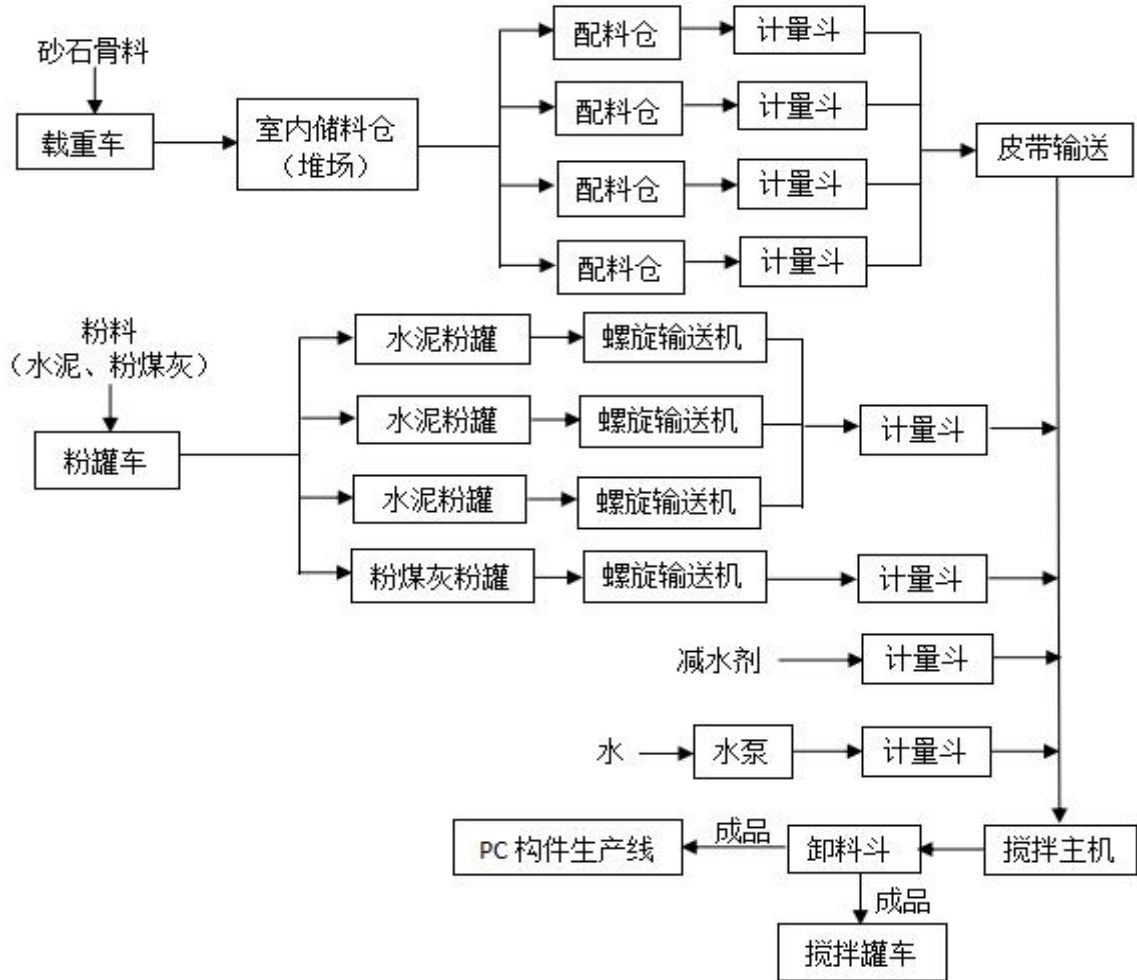 砂石骨料
载重车
室内储料仓
（堆场）
配料仓
计量斗
配料仓
计量斗
配料仓
计量斗
配料仓
计量斗
皮带输送
粉料
（水泥、粉煤灰）
粉罐车
水泥粉罐
螺旋输送机
水泥粉罐
螺旋输送机
水泥粉罐
螺旋输送机
计量斗
粉煤灰粉罐
螺旋输送机
计量斗
减水剂
计量斗
水
水泵
计量斗
PC 构件生产线
成品
卸料斗
搅拌主机
成品
搅拌罐车